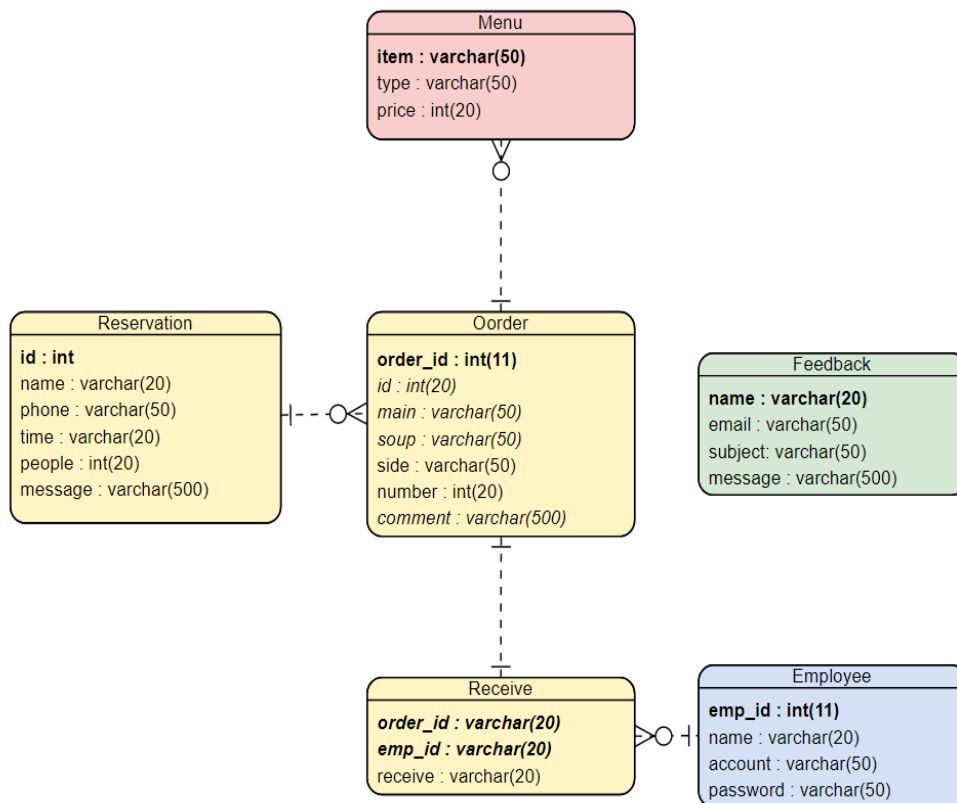 Menu
item : varchar(50)
type : varchar(50)
price : int(20)
Reservation
id : int
name : varchar(20)
phone : varchar(50)
time : varchar(20)
people : int(20)
message : varchar(500)
Oorder
order_id : int(11)
id : int(20)
main : varchar(50)
soup : varchar(50)
side : varchar(50)
number : int(20)
comment : varchar(500)
Feedback
name : varchar(20)
email : varchar(50)
subject: varchar(50)
message : varchar(500)
Receive
order_id : varchar(20)
emp_id : varchar(20)
receive : varchar(20)
Employee
emp_id : int(11)
name : varchar(20)
account : varchar(50)
password : varchar(50)